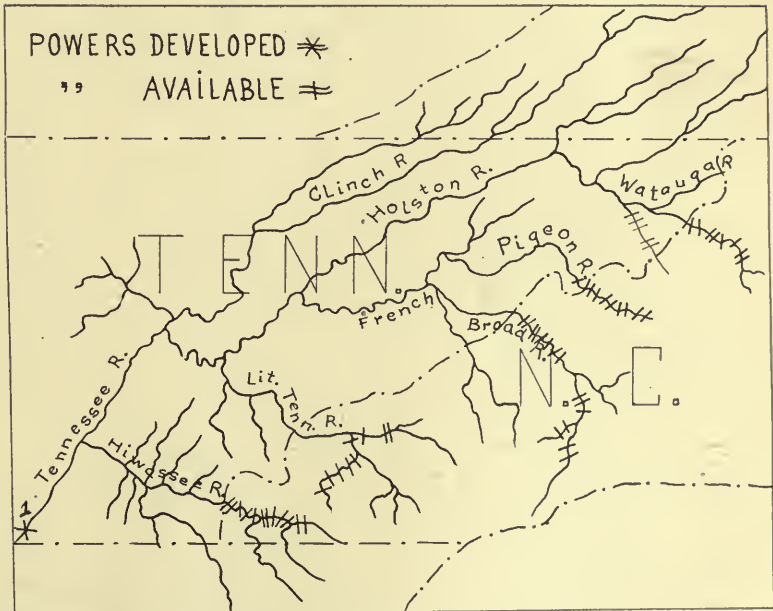 POWERS DEVELOPED
" AVAILABLE
Clinch R
Holston R.
Watauga R
TENN.
Pigeon R.
French
Broad R.
N. C.
Lit. Tenn. R.
Tennessee R.
Hiwassee R.
1